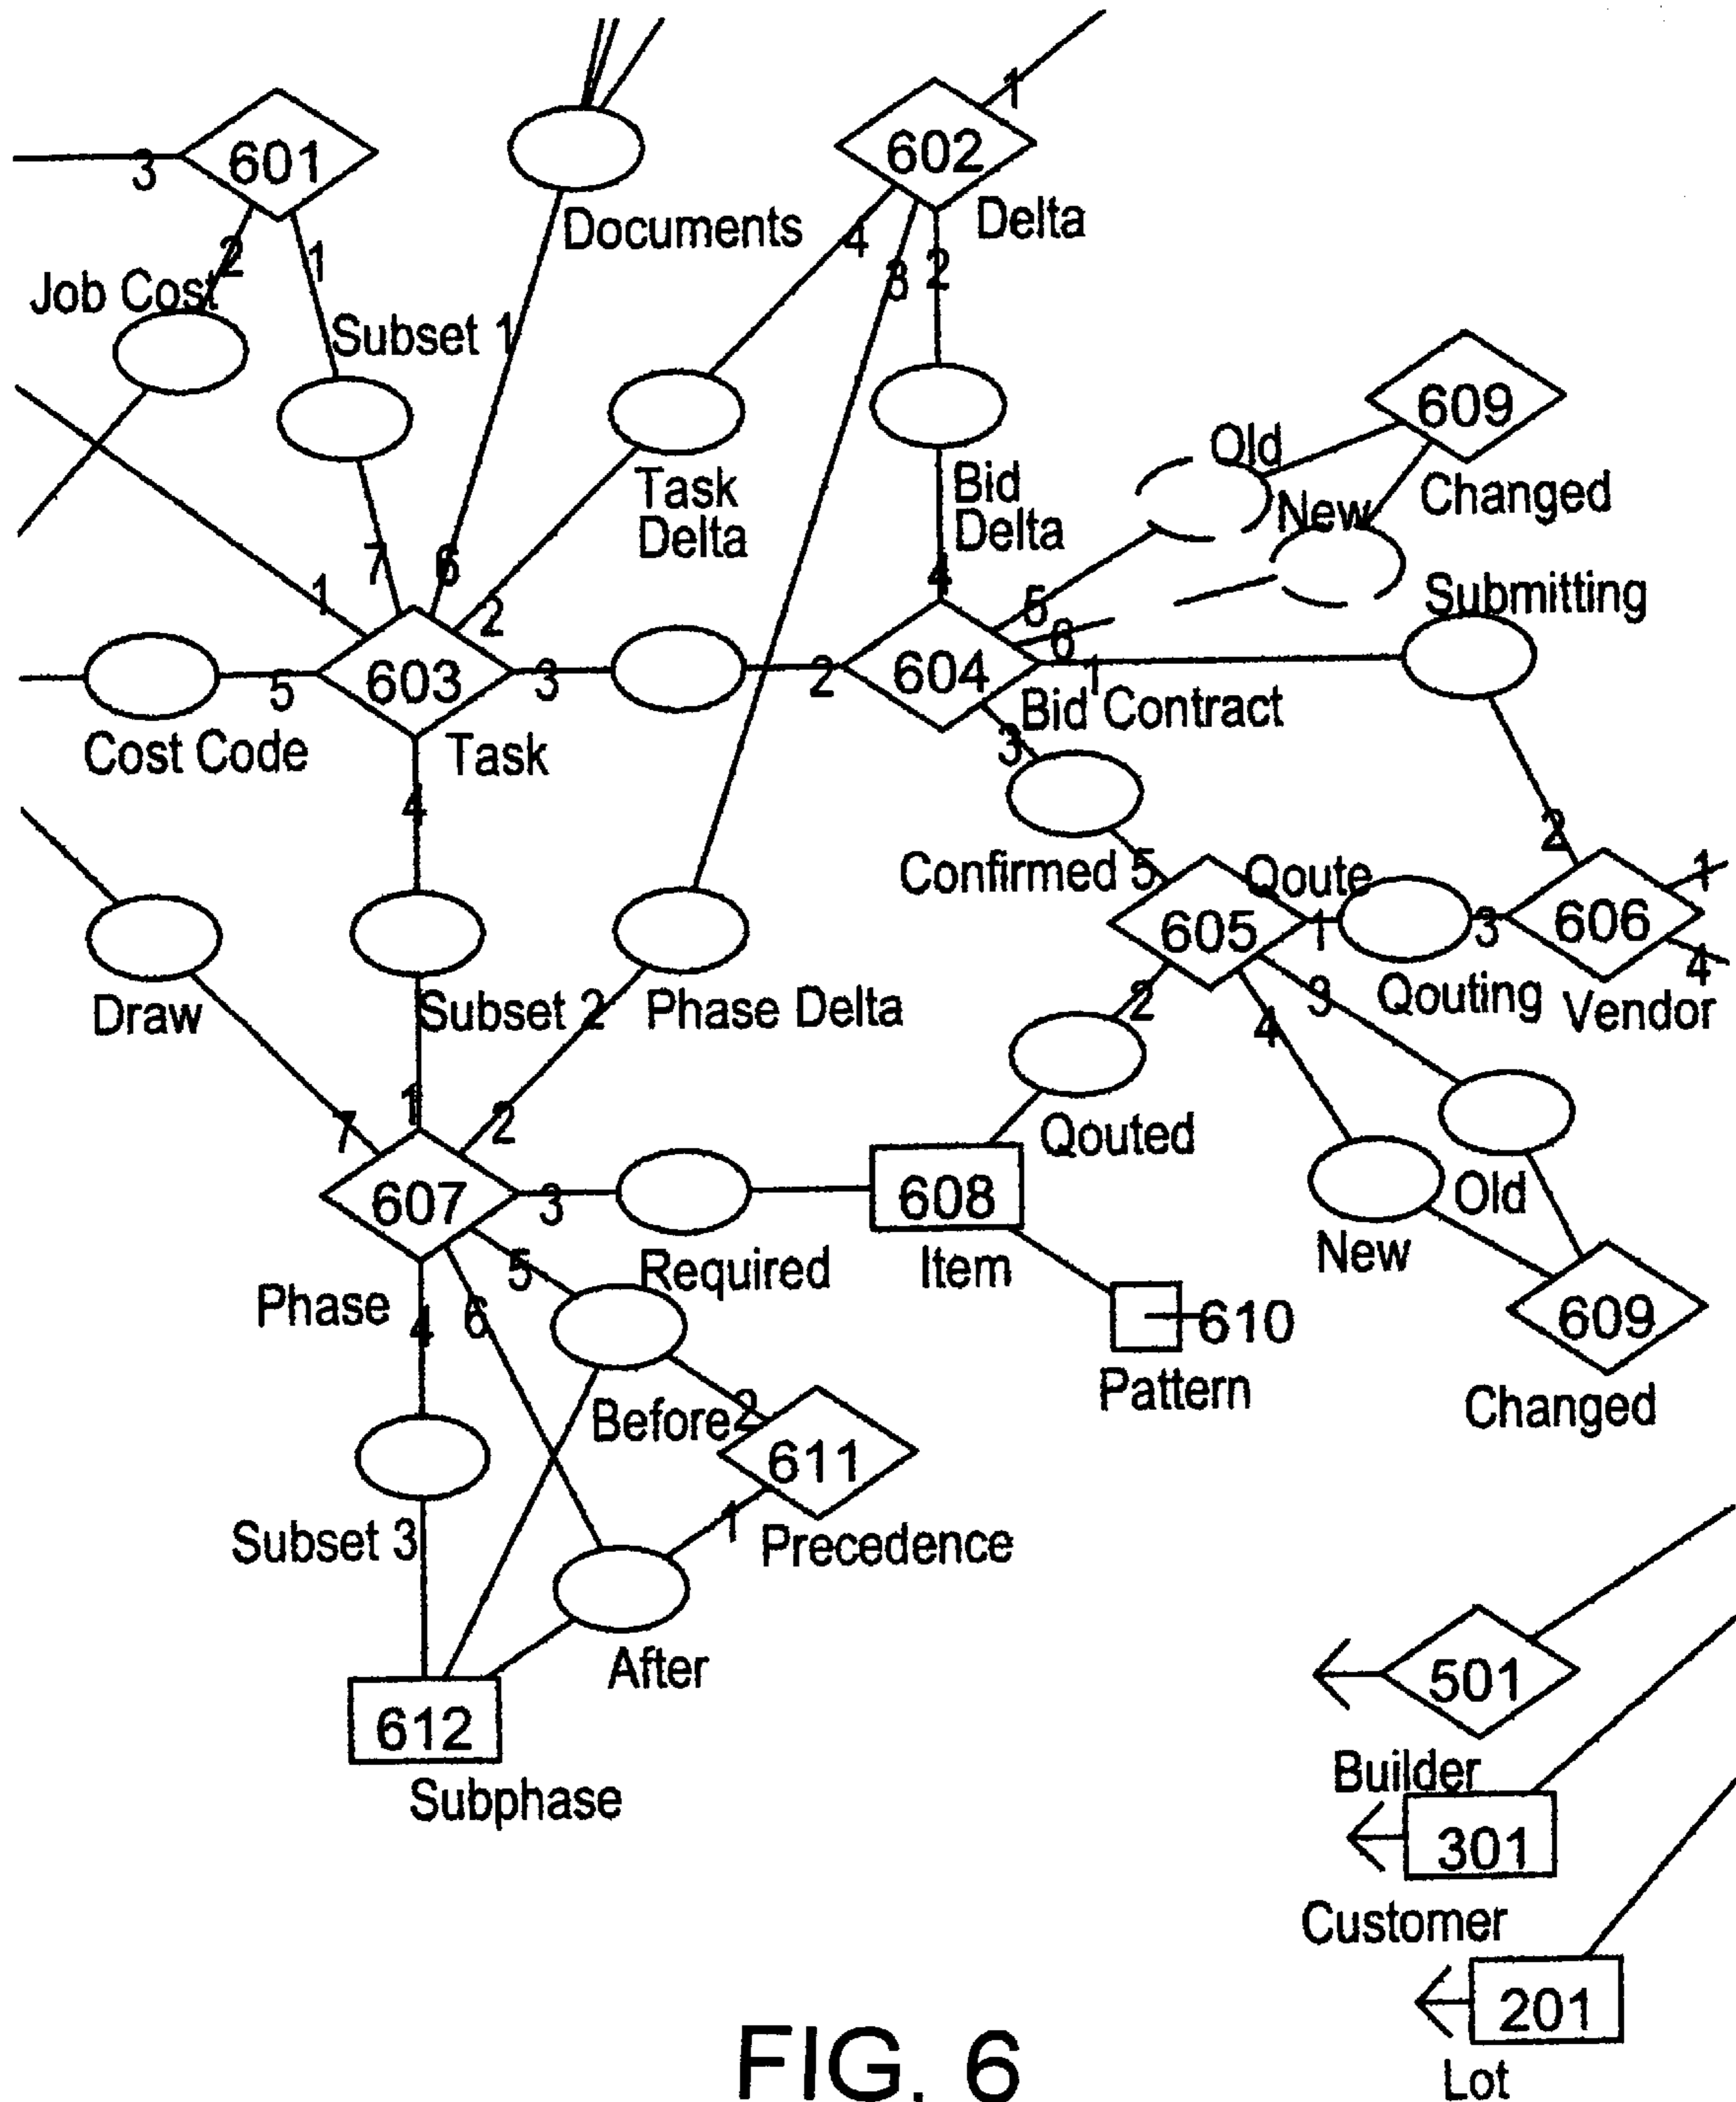 1
601
602
3
Documents
Delta
2
1
4
3
2
Job Cost
Subset 1
609
Old
Changed
New
Task
Delta
Bid
Delta
7
6
4
1
2
5
6
Submitting
603
3
2
604
1
5
Cost Code
Task
Bid Contract
3
4
2
Confirmed
5
Qoute
1
605
1
3
606
4
Draw
Subset 2
Phase Delta
2
3
Qouting
Vendor
4
7
1
2
Qouted
607
3
608
Old
New
5
Required
Item
Phase
4
6
610
609
Pattern
Changed
Before
2
611
Subset 3
1
Precedence
After
501
612
Builder
Subphase
301
Customer
201
FIG. 6
Lot